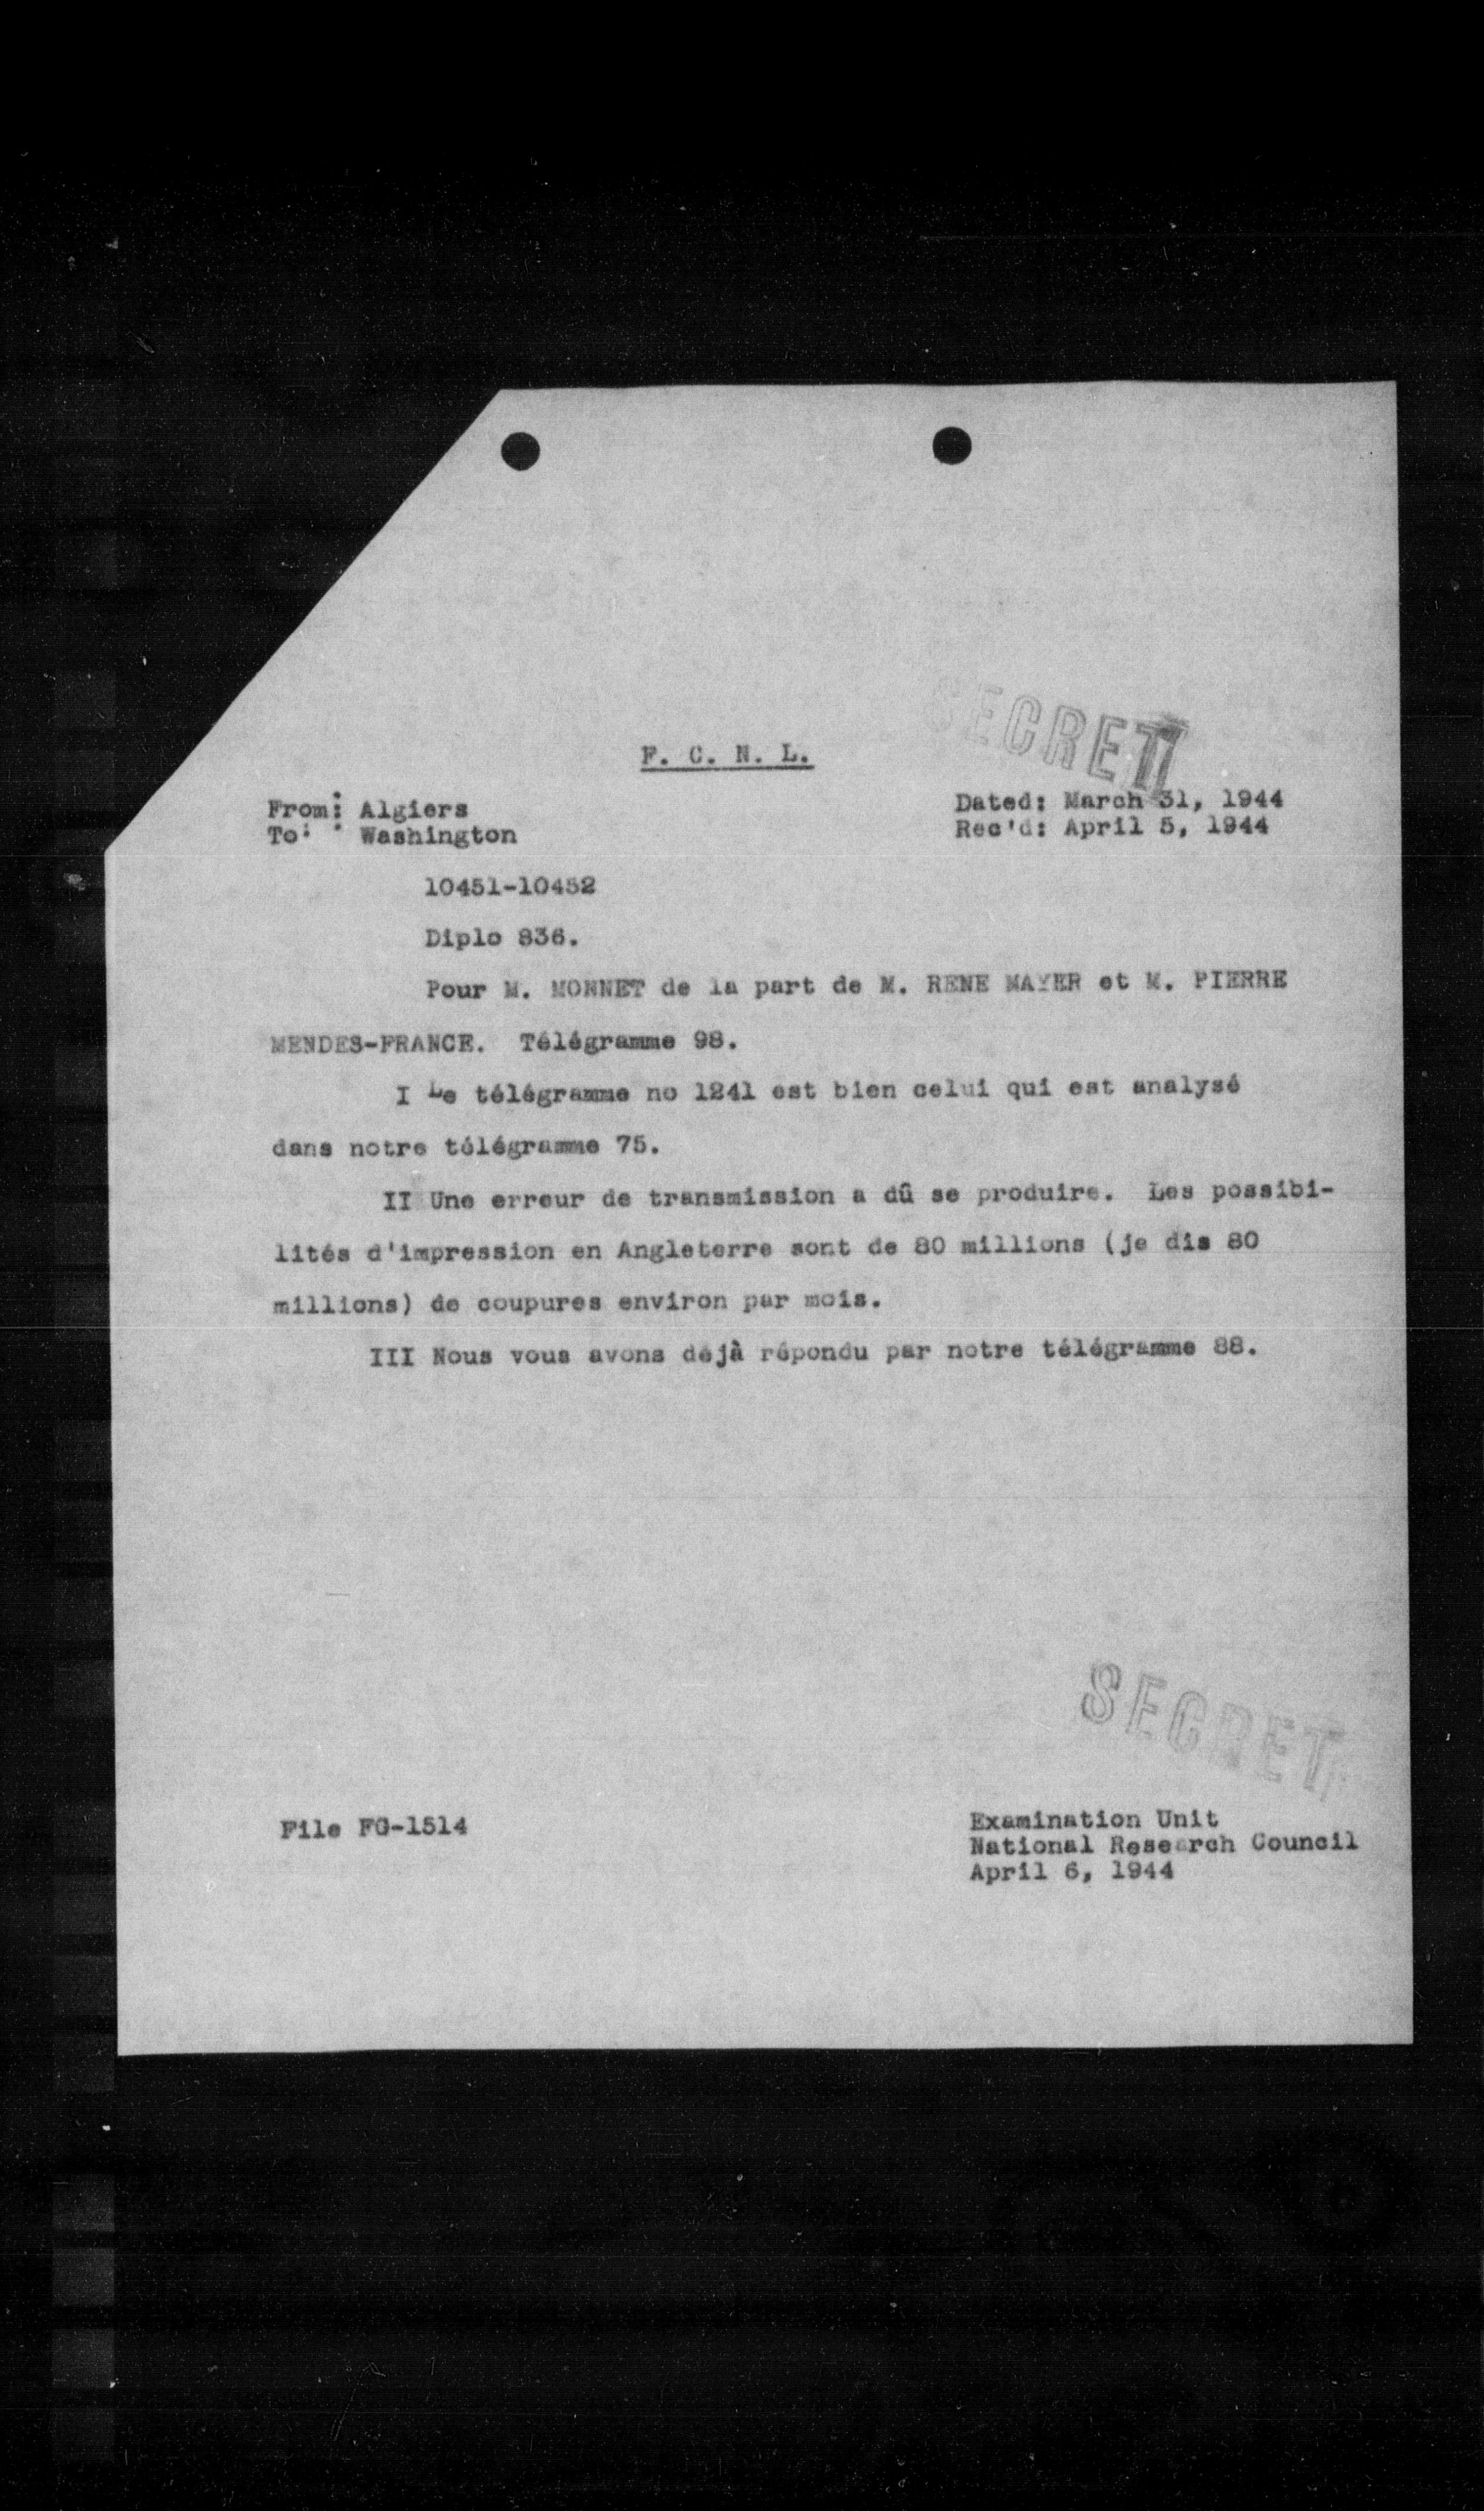 SECRET
F. C. N. L.
From: Algiers
To: Washington
Dated: March 31, 1944
Rec'd: April 5, 1944
10451-10452
Diplo 836.
Pour M. MONNET de la part de M. RENE MAYER et M. PIERRE
MENDES-FRANCE. Télégramme 98.
I Le télégramme no 1241 est bien celui qui est analysé
dans notre télégramme 75.
II Une erreur de transmission a dû se produire. Les possibi-
lités d'impression en Angleterre sont de 80 millions (je dis 80
millions) de coupures environ par mois.
III Nous vous avons déjà répondu par notre télégramme 88.
SECRET
File FG-1514
Examination Unit
National Research Council
April 6, 1944